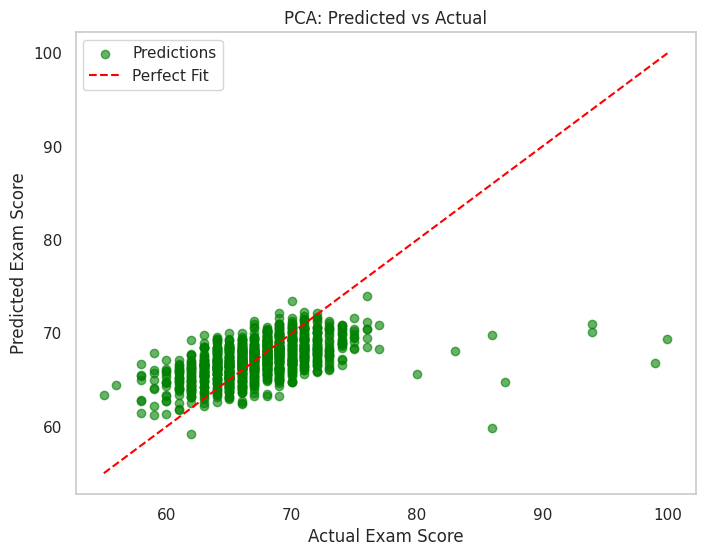 PCA: Predicted vs Actual
Predictions
Perfect Fit
Predicted Exam Score
100
90
80
70
60
60 70 80 90 100
Actual Exam Score